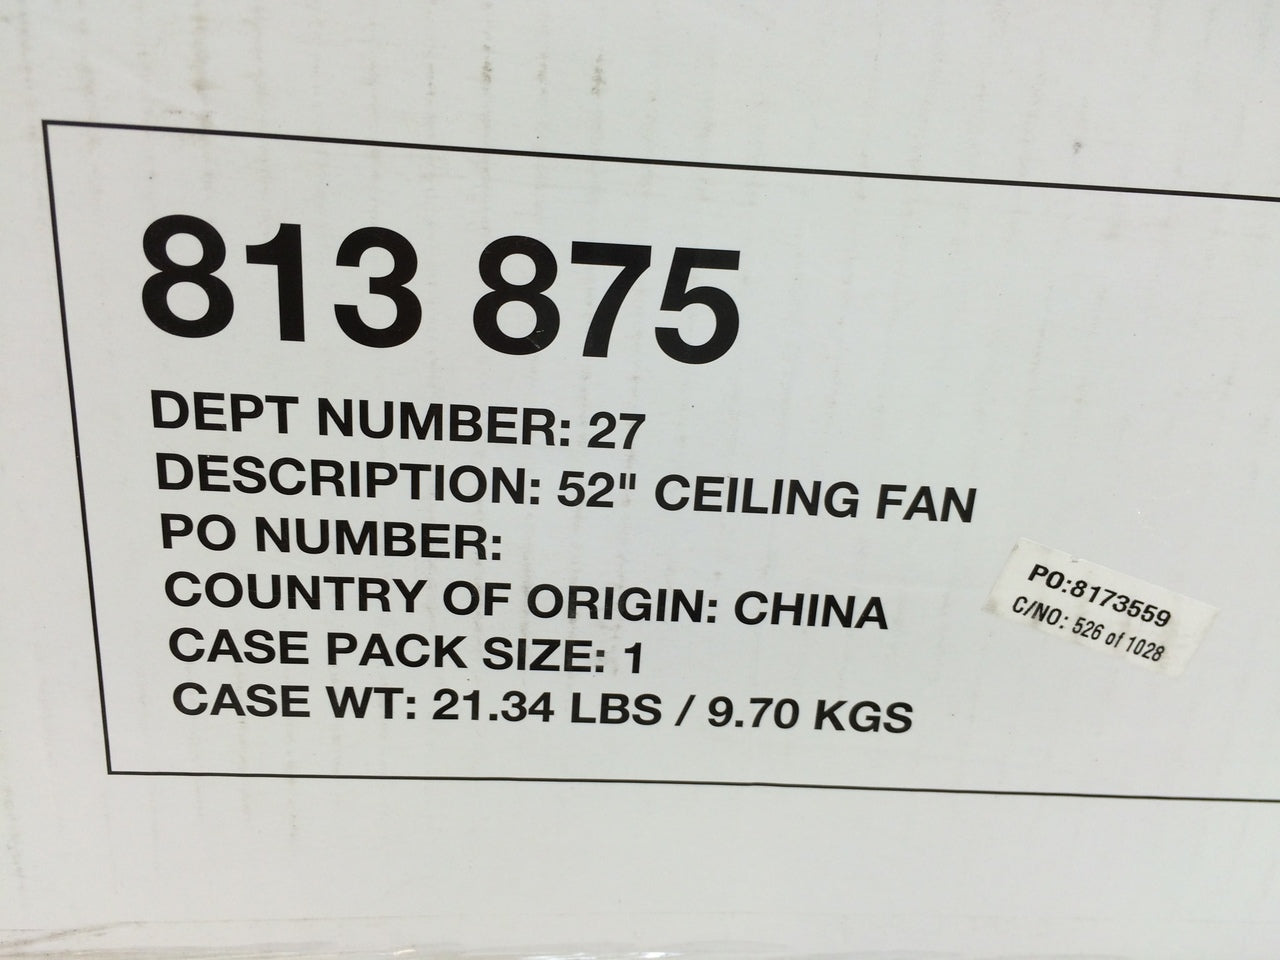 813 875
DEPT NUMBER: 27
DESCRIPTION: 52" CEILING FAN
PO NUMBER:
COUNTRY OF ORIGIN: CHINA
CASE PACK SIZE: 1
CASE WT: 21.34 LBS / 9.70 KGS
PO:8173559
C/NO: 526 of 1028